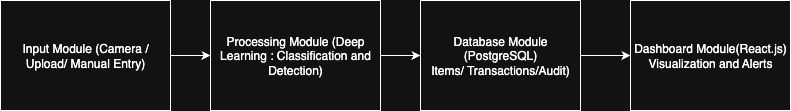 Input Module (Camera /
Upload/ Manual Entry)
Processing Module (Deep
Learning : Classification and
Detection)
Database Module
(PostgreSQL)
Items/ Transactions/Audit)
Dashboard Module(React.js)
Visualization and Alerts